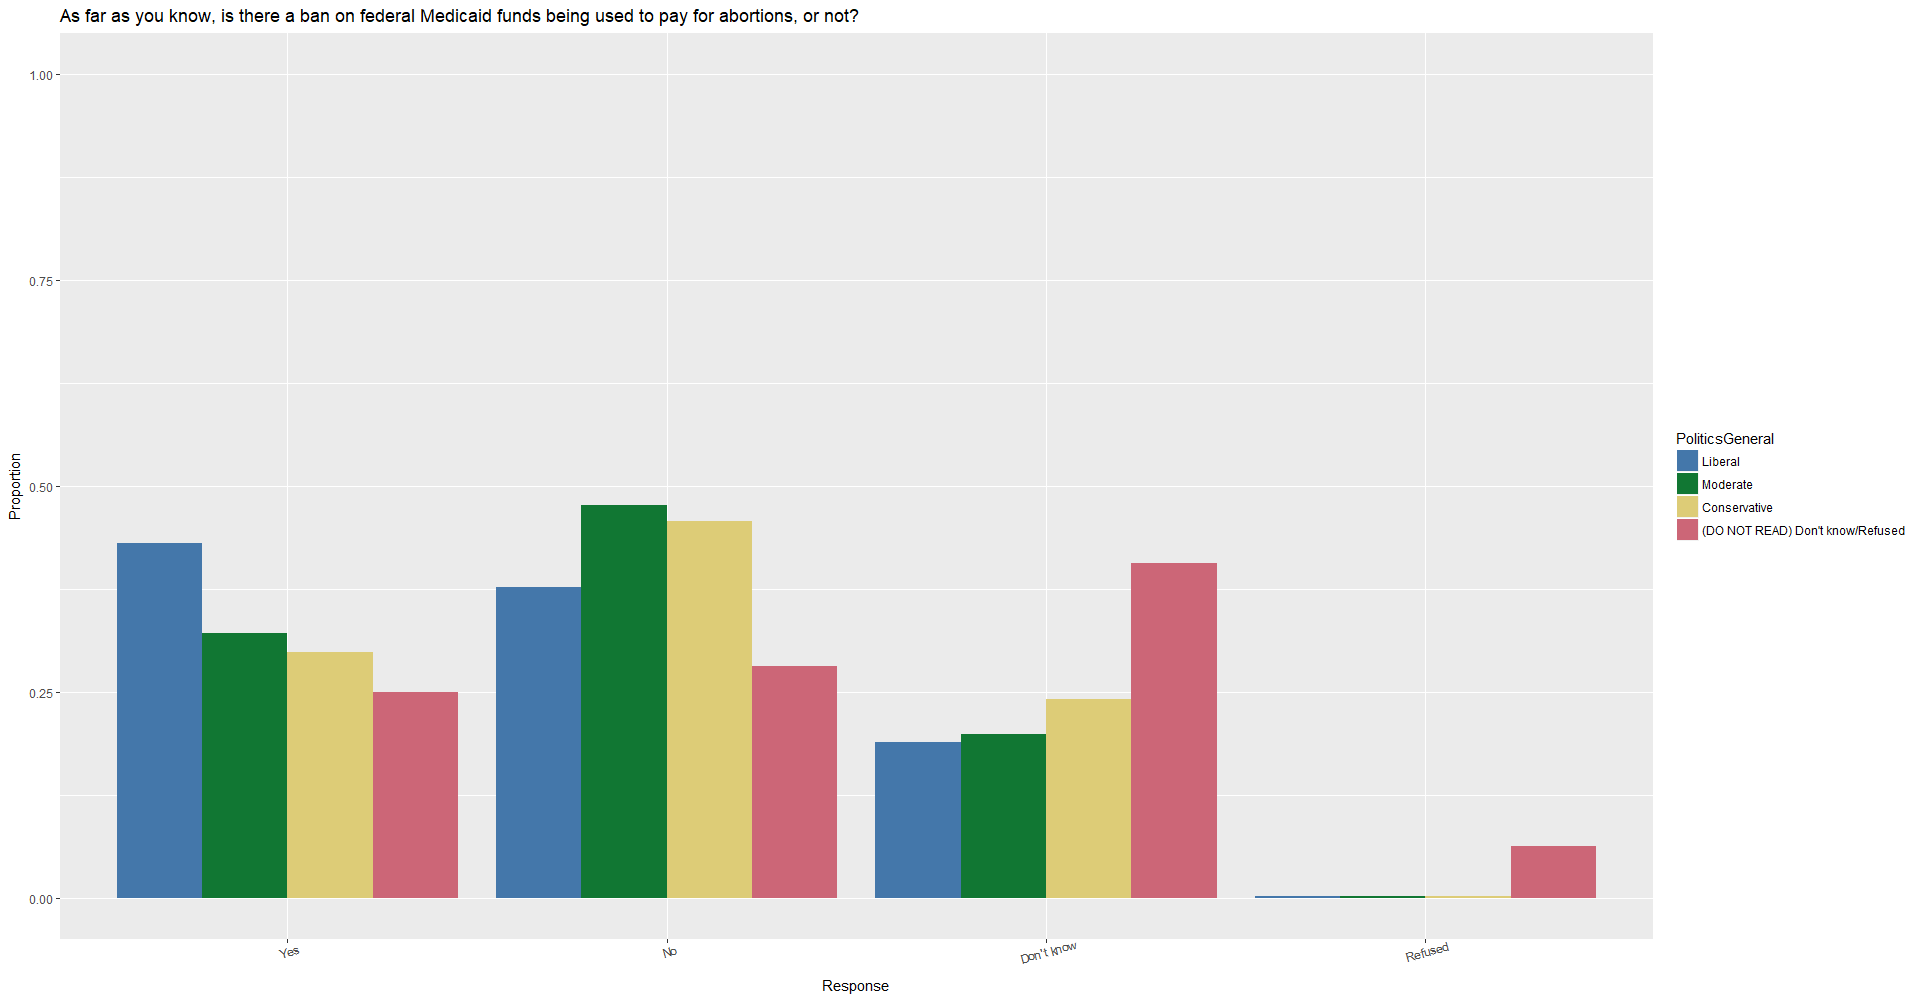 As far as you know, is there a ban on federal Medicaid funds being used to pay for abortions, or not?
1.00
0.75
0.50
0.25
0.00
Proportion
Yes
No
Don"t know
Refused
Response
PoliticsGeneral
Liberal
Moderate
Conservative
(DO NOT READ) Don't know/Refused